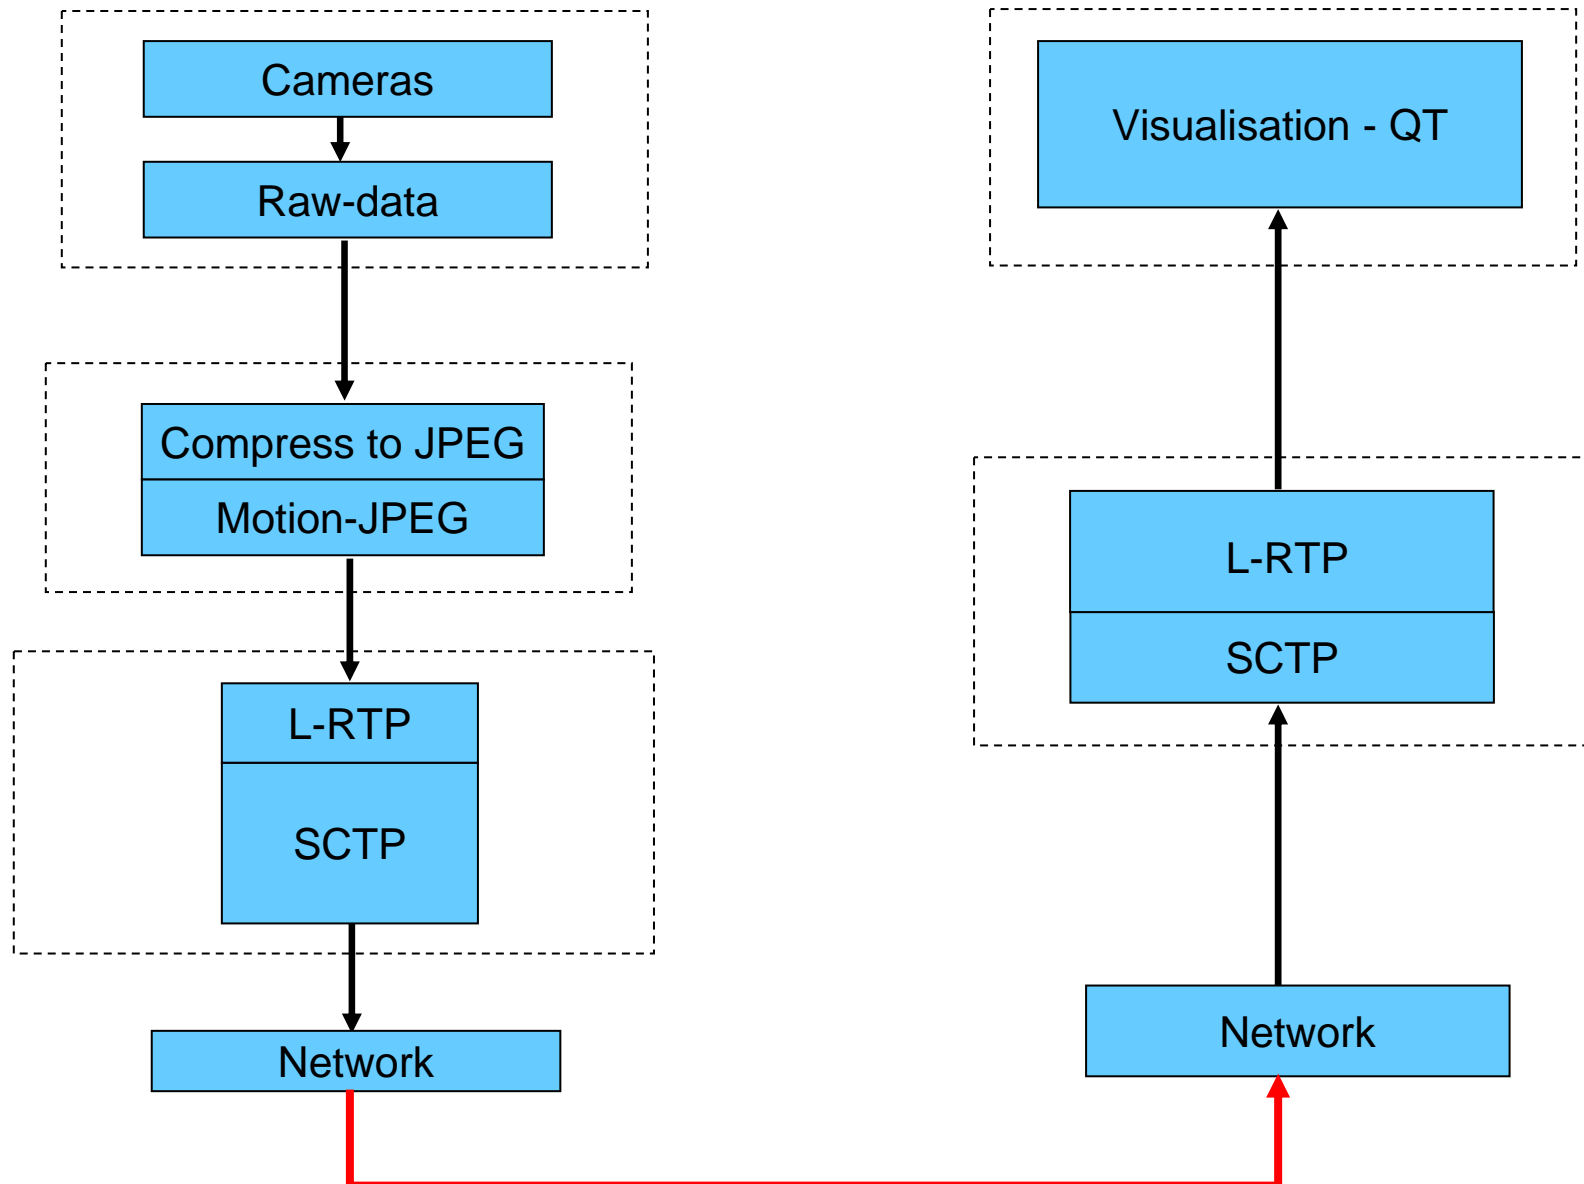 Cameras
Raw-data
Compress to JPEG
Motion-JPEG
L-RTP
SCTP
Network
Visualisation - QT
L-RTP
SCTP
Network